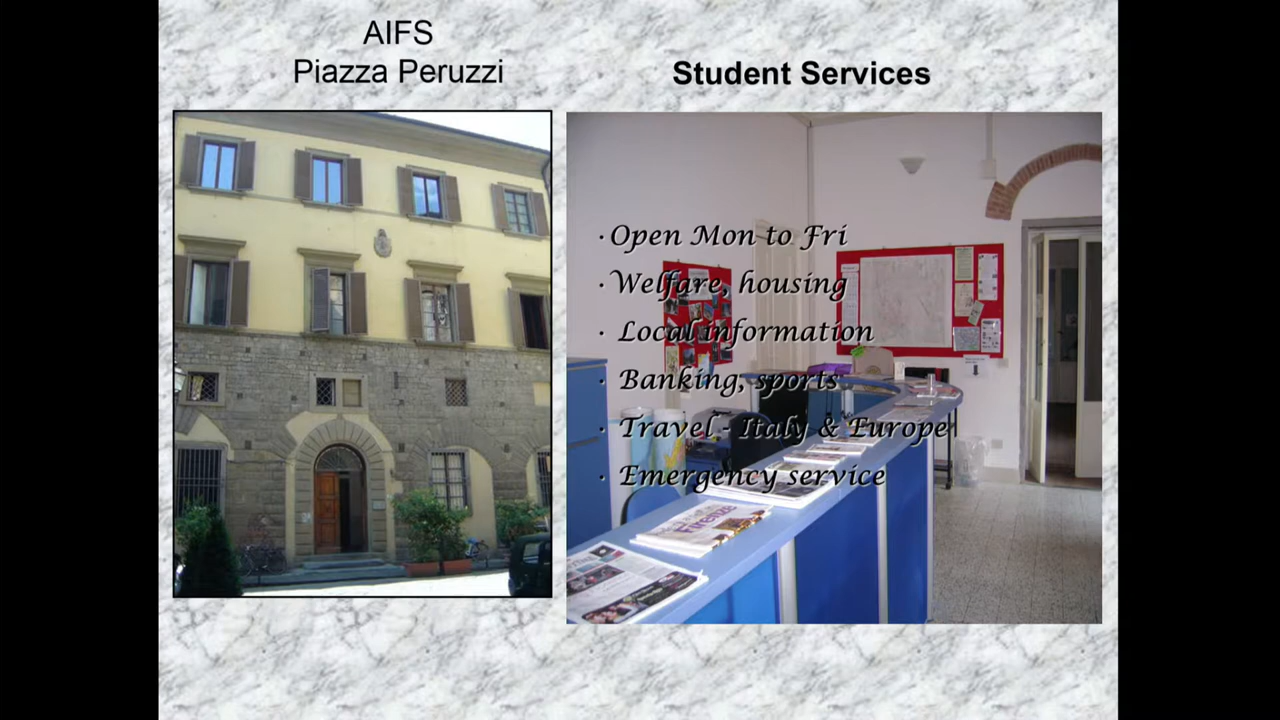 AIFS
Piazza Peruzzi
Student Services
· Open Mon to Fri
· Welfare, housing
· Local information
· Banking, sports
· Travel - Italy & Europe
· Emergency service
FIRENZE